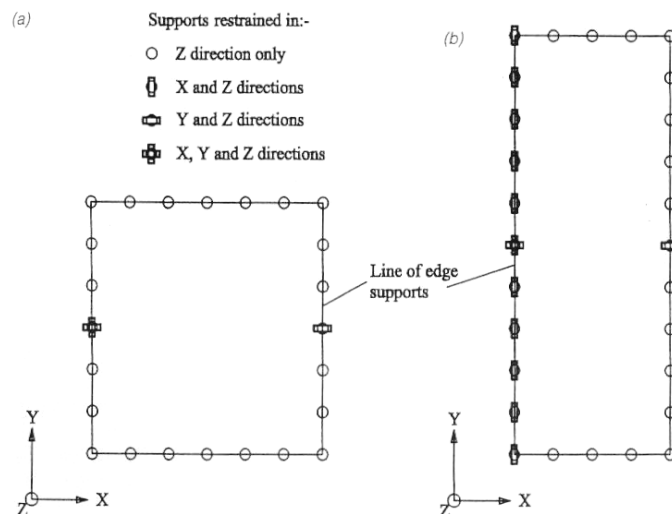 (a)
Supports restrained in:-
Z direction only
X and Z directions
Y and Z directions
X, Y and Z directions
(b)
Line of edge
supports
Y
Z
X
Y
Z
X